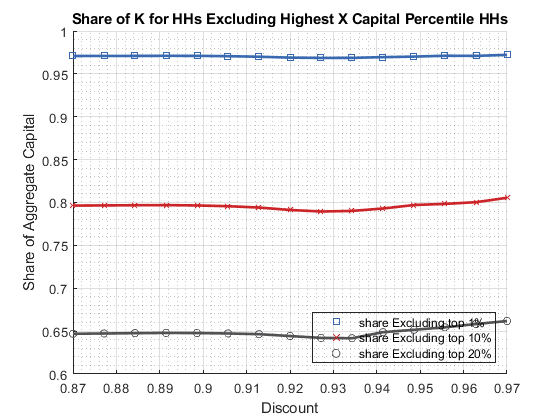 Share of K for HHs Excluding Highest X Capital Percentile HHs
1
0.95
0.9
0.85
0.8
0.75
0.7
0.65
0.6
Share of Aggregate Capital
share Excluding top 1%
share Excluding top 10%
share Excluding top 20%
0.87 0.88 0.89 0.9 0.91 0.92 0.93 0.94 0.95 0.96 0.97
Discount